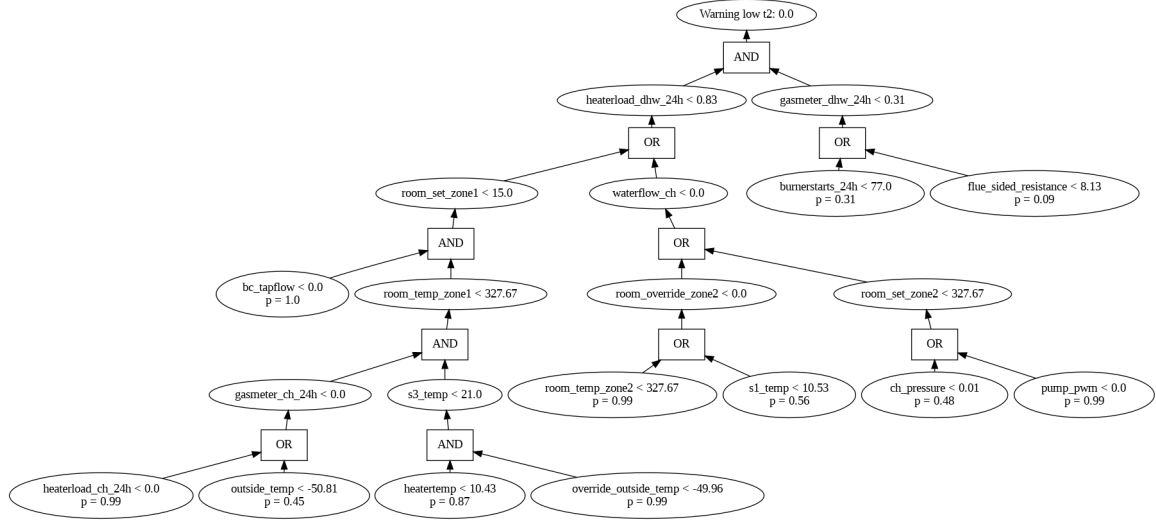 Warning low t2: 0.0
AND
heaterload_dhw_24h < 0.83
gasmeter_dhw_24h < 0.31
OR
OR
room_set_zone1 < 15.0
waterflow_ch < 0.0
burnerstarts_24h < 77.0
p = 0.31
flue_sided_resistance < 8.13
p = 0.09
AND
OR
bc_tapflow < 0.0
p = 1.0
room_temp_zone1 < 327.67
room_override_zone2 < 0.0
room_set_zone2 < 327.67
AND
OR
OR
gasmeter_ch_24h < 0.0
s3_temp < 21.0
room_temp_zone2 < 327.67
p = 0.99
s1_temp < 10.53
p = 0.56
ch_pressure < 0.01
p = 0.48
pump_pwm < 0.0
p = 0.99
OR
AND
heaterload_ch_24h < 0.0
p = 0.99
outside_temp < -50.81
p = 0.45
heatertemp < 10.43
p = 0.87
override_outside_temp < -49.96
p = 0.99